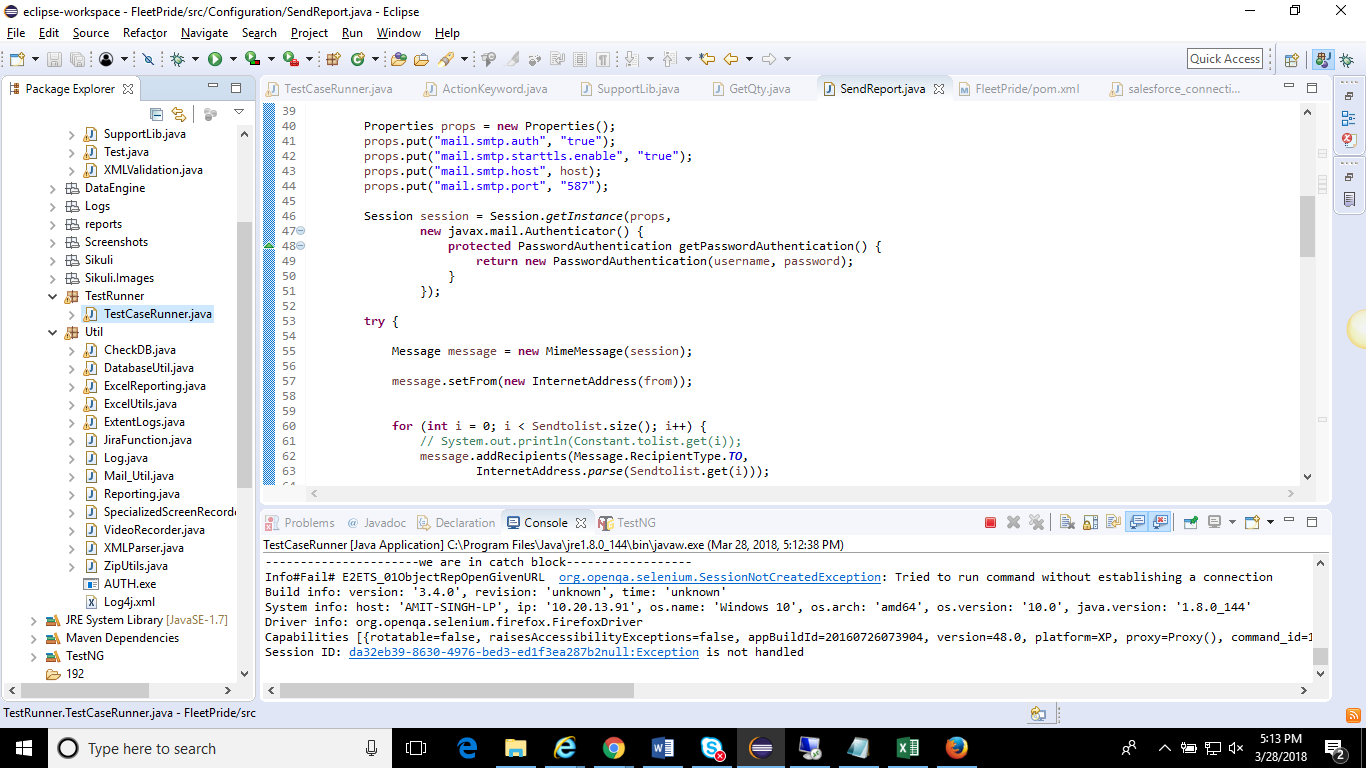 eclipse-workspace - FleetPride/src/Configuration/SendReport.java - Eclipse
File Edit Source Refactor Navigate Search Project Run Window Help
Quick Access
Package Explorer
SupportLib.java
Test.java
XMLValidation.java
DataEngine
Logs
reports
Screenshots
Sikuli
Sikuli.Images
TestRunner
TestCaseRunner.java
Util
CheckDB.java
DatabaseUtil.java
ExcelReporting.java
ExcelUtils.java
ExtentLogs.java
JiraFunction.java
Log.java
Mail_Util.java
Reporting.java
SpecializedScreenRecorde
VideoRecorder.java
XMLParser.java
ZipUtils.java
AUTH.exe
Log4j.xml
JRE System Library [JavaSE-1.7]
Maven Dependencies
TestNG
192
TestCaseRunner.java ActionKeyword.java SupportLib.java GetQty.java SendReport.java FleetPride/pom.xml salesforce_connecti...
39
40 Properties props = new Properties();
41 props.put("mail.smtp.auth", "true");
42 props.put("mail.smtp.starttls.enable", "true");
43 props.put("mail.smtp.host", host);
44 props.put("mail.smtp.port", "587");
45
46 Session session = Session.getInstance(props,
47 new javax.mail.Authenticator() {
48 protected PasswordAuthentication getPasswordAuthentication() {
49 return new PasswordAuthentication(username, password);
50 }
51 });
52
53 try {
54
55 Message message = new MimeMessage(session);
56
57 message.setFrom(new InternetAddress(from));
58
59
60 for (int i = 0; i < Sendtolist.size(); i++) {
61 // System.out.println(Constant.tolist.get(i));
62 message.addRecipients(Message.RecipientType.TO,
63 InternetAddress.parse(Sendtolist.get(i)));
Problems @ Javadoc Declaration Console TestNG
TestCaseRunner [Java Application] C:\Program Files\Java\jre1.8.0_144\bin\javaw.exe (Mar 28, 2018, 5:12:38 PM)
----------------------we are in catch block------------------
Info#Fail# E2ETS_01ObjectRepOpenGivenURL org.openqa.selenium.SessionNotCreatedException: Tried to run command without establishing a connection
Build info: version: '3.4.0', revision: 'unknown', time: 'unknown'
System info: host: 'AMIT-SINGH-LP', ip: '10.20.13.91', os.name: 'Windows 10', os.arch: 'amd64', os.version: '10.0', java.version: '1.8.0_144'
Driver info: org.openqa.selenium.firefox.FirefoxDriver
Capabilities [{rotatable=false, raisesAccessibilityExceptions=false, appBuildId=20160726073904, version=48.0, platform=XP, proxy=Proxy(), command_id=1
Session ID: da32eb39-8630-4976-bed3-ed1f3ea287b2null:Exception is not handled
TestRunner.TestCaseRunner.java - FleetPride/src
Type here to search
5:13 PM
3/28/2018
2